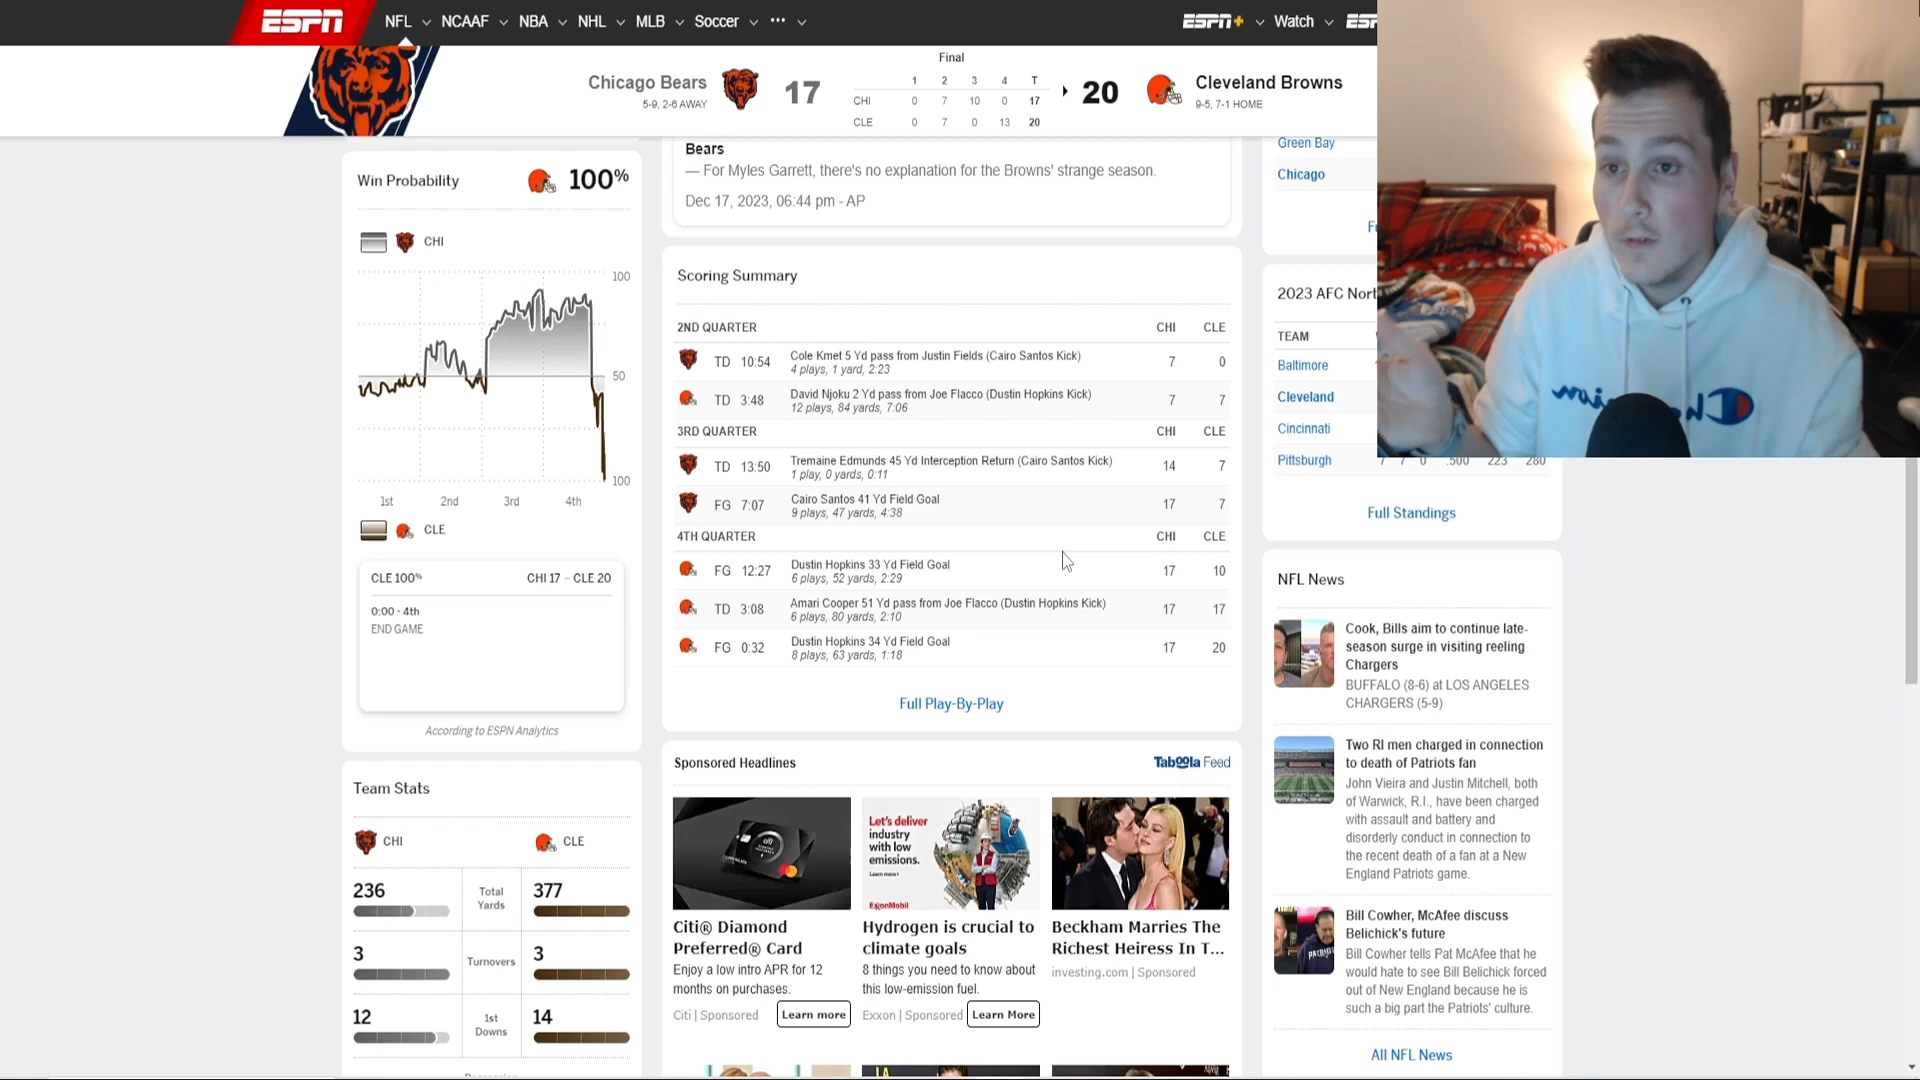 ESPN NFL NCAAF NBA NHL MLB Soccer ••• ESPN+ Watch ESP
Chicago Bears
5-9, 2-6 AWAY
17
Final
1 2 3 4 T
CHI 0 7 10 0 17
CLE 0 7 0 13 20
20
Cleveland Browns
9-5, 7-1 HOME
Win Probability 100%
CHI
100
50
100
1st 2nd 3rd 4th
CLE
CLE 100% CHI 17 - CLE 20
0:00 - 4th
END GAME
According to ESPN Analytics
Team Stats
CHI CLE
236 Total Yards 377
3 Turnovers 3
12 1st Downs 14
Bears
— For Myles Garrett, there's no explanation for the Browns' strange season.
Dec 17, 2023, 06:44 pm - AP
Scoring Summary
2ND QUARTER CHI CLE
TD 10:54 Cole Kmet 5 Yd pass from Justin Fields (Cairo Santos Kick) 7 0
4 plays, 1 yard, 2:23
TD 3:48 David Njoku 2 Yd pass from Joe Flacco (Dustin Hopkins Kick) 7 7
12 plays, 84 yards, 7:06
3RD QUARTER CHI CLE
TD 13:50 Tremaine Edmunds 45 Yd Interception Return (Cairo Santos Kick) 14 7
1 play, 0 yards, 0:11
FG 7:07 Cairo Santos 41 Yd Field Goal 17 7
9 plays, 47 yards, 4:38
4TH QUARTER CHI CLE
FG 12:27 Dustin Hopkins 33 Yd Field Goal 17 10
6 plays, 52 yards, 2:29
TD 3:08 Amari Cooper 51 Yd pass from Joe Flacco (Dustin Hopkins Kick) 17 17
6 plays, 80 yards, 2:10
FG 0:32 Dustin Hopkins 34 Yd Field Goal 17 20
8 plays, 63 yards, 1:18
Full Play-By-Play
Sponsored Headlines Taboola Feed
citi
Citi® Diamond
Preferred® Card
Enjoy a low intro APR for 12
months on purchases.
Citi | Sponsored Learn more
Let's deliver
industry
with low
emissions.
Learn more
ExxonMobil
Hydrogen is crucial to
climate goals
8 things you need to know about
this low-emission fuel.
Exxon | Sponsored Learn More
Beckham Marries The
Richest Heiress In T...
investing.com | Sponsored
LA
Green Bay
Chicago
Fu
2023 AFC Nort
TEAM
Baltimore
Cleveland
Cincinnati
Pittsburgh 7 7 0 .500 223 280
Full Standings
NFL News
Cook, Bills aim to continue late-
season surge in visiting reeling
Chargers
BUFFALO (8-6) at LOS ANGELES
CHARGERS (5-9)
Two RI men charged in connection
to death of Patriots fan
John Vieira and Justin Mitchell, both
of Warwick, R.I., have been charged
with assault and battery and
disorderly conduct in connection to
the recent death of a fan at a New
England Patriots game.
Bill Cowher, McAfee discuss
Belichick's future
Bill Cowher tells Pat McAfee that he
would hate to see Bill Belichick forced
out of New England because he is
such a big part the Patriots' culture.
All NFL News